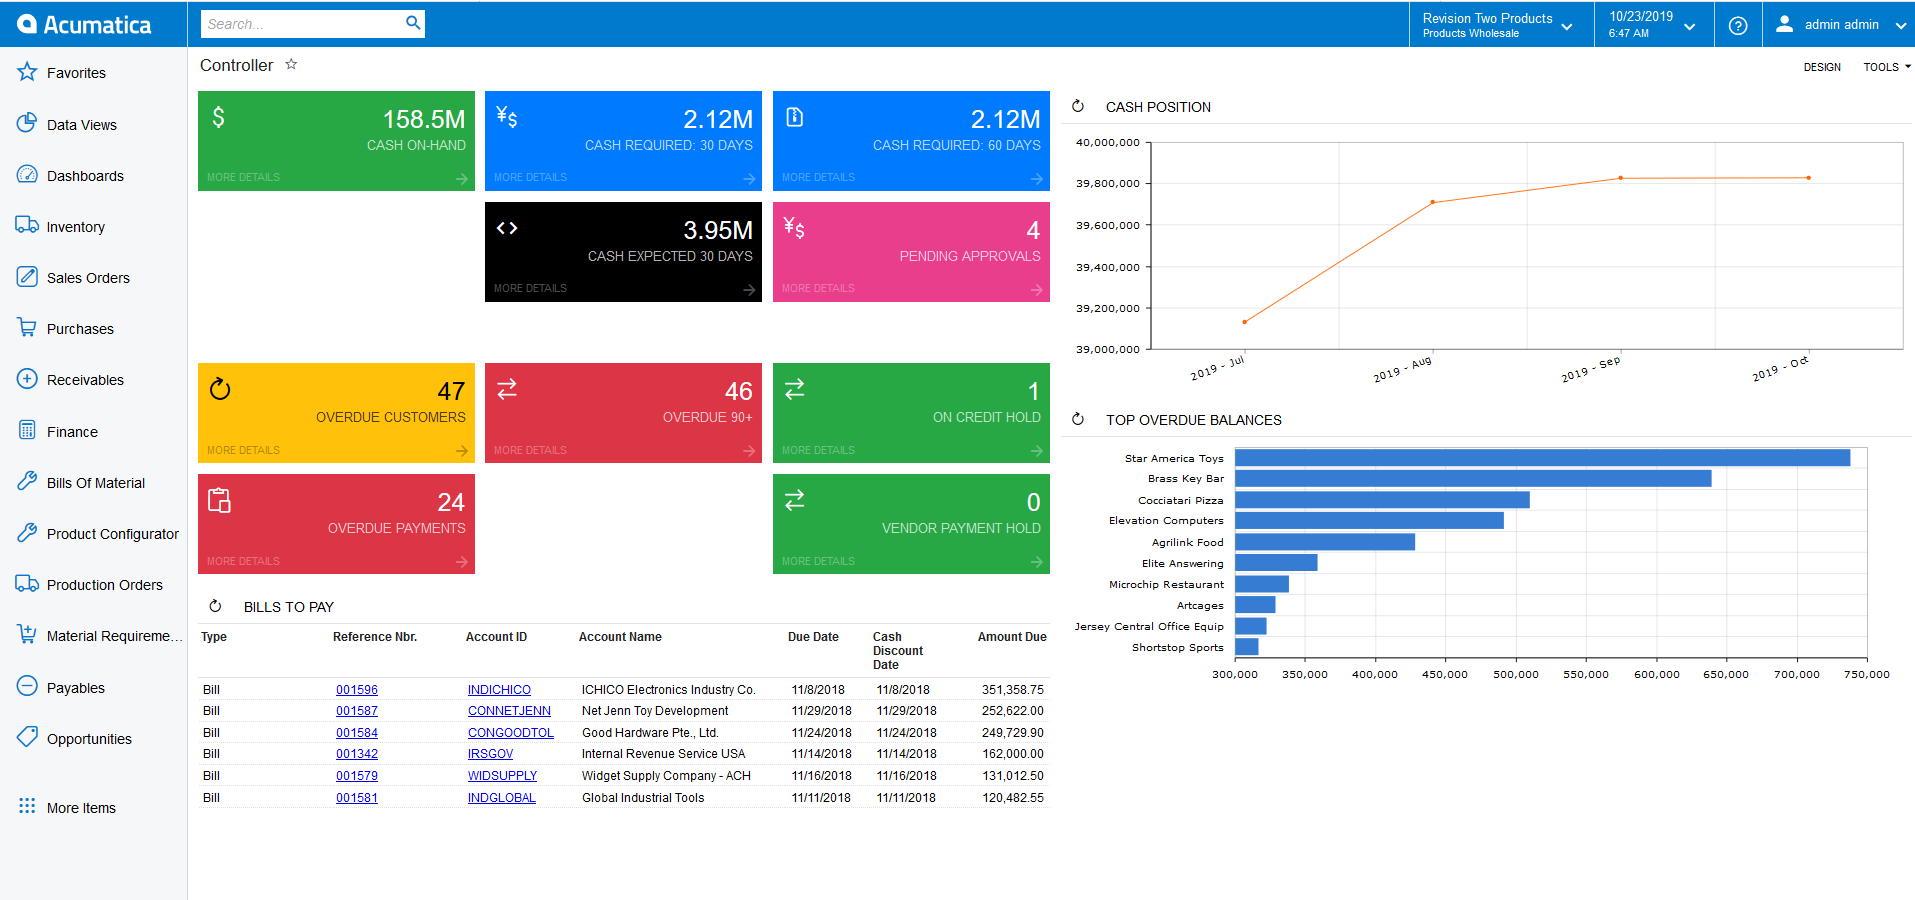 Acumatica
Search...
Revision Two Products
Products Wholesale
10/23/2019
6:47 AM
admin admin
Favorites
Data Views
Dashboards
Inventory
Sales Orders
Purchases
Receivables
Finance
Bills Of Material
Product Configurator
Production Orders
Material Requireme...
Payables
Opportunities
More Items
Controller
DESIGN
TOOLS
$ 158.5M
CASH ON-HAND
MORE DETAILS
¥$ 2.12M
CASH REQUIRED: 30 DAYS
MORE DETAILS
2.12M
CASH REQUIRED: 60 DAYS
MORE DETAILS
3.95M
CASH EXPECTED 30 DAYS
MORE DETAILS
¥$ 4
PENDING APPROVALS
MORE DETAILS
47
OVERDUE CUSTOMERS
MORE DETAILS
46
OVERDUE 90+
MORE DETAILS
1
ON CREDIT HOLD
MORE DETAILS
24
OVERDUE PAYMENTS
MORE DETAILS
0
VENDOR PAYMENT HOLD
MORE DETAILS
BILLS TO PAY
Type Reference Nbr. Account ID Account Name Due Date Cash Discount Date Amount Due
Bill 001596 INDICHICO ICHICO Electronics Industry Co. 11/8/2018 11/8/2018 351,358.75
Bill 001587 CONNETJENN Net Jenn Toy Development 11/29/2018 11/29/2018 252,622.00
Bill 001584 CONGOODTOL Good Hardware Pte., Ltd. 11/24/2018 11/24/2018 249,729.90
Bill 001342 IRSGOV Internal Revenue Service USA 11/14/2018 11/14/2018 162,000.00
Bill 001579 WIDSUPPLY Widget Supply Company - ACH 11/16/2018 11/16/2018 131,012.50
Bill 001581 INDGLOBAL Global Industrial Tools 11/11/2018 11/11/2018 120,482.55
CASH POSITION
40,000,000
39,800,000
39,600,000
39,400,000
39,200,000
39,000,000
2019 - Jul 2019 - Aug 2019 - Sep 2019 - Oct
TOP OVERDUE BALANCES
Star America Toys
Brass Key Bar
Cocciatari Pizza
Elevation Computers
Agrilink Food
Elite Answering
Microchip Restaurant
Artcages
Jersey Central Office Equip
Shortstop Sports
300,000 350,000 400,000 450,000 500,000 550,000 600,000 650,000 700,000 750,000